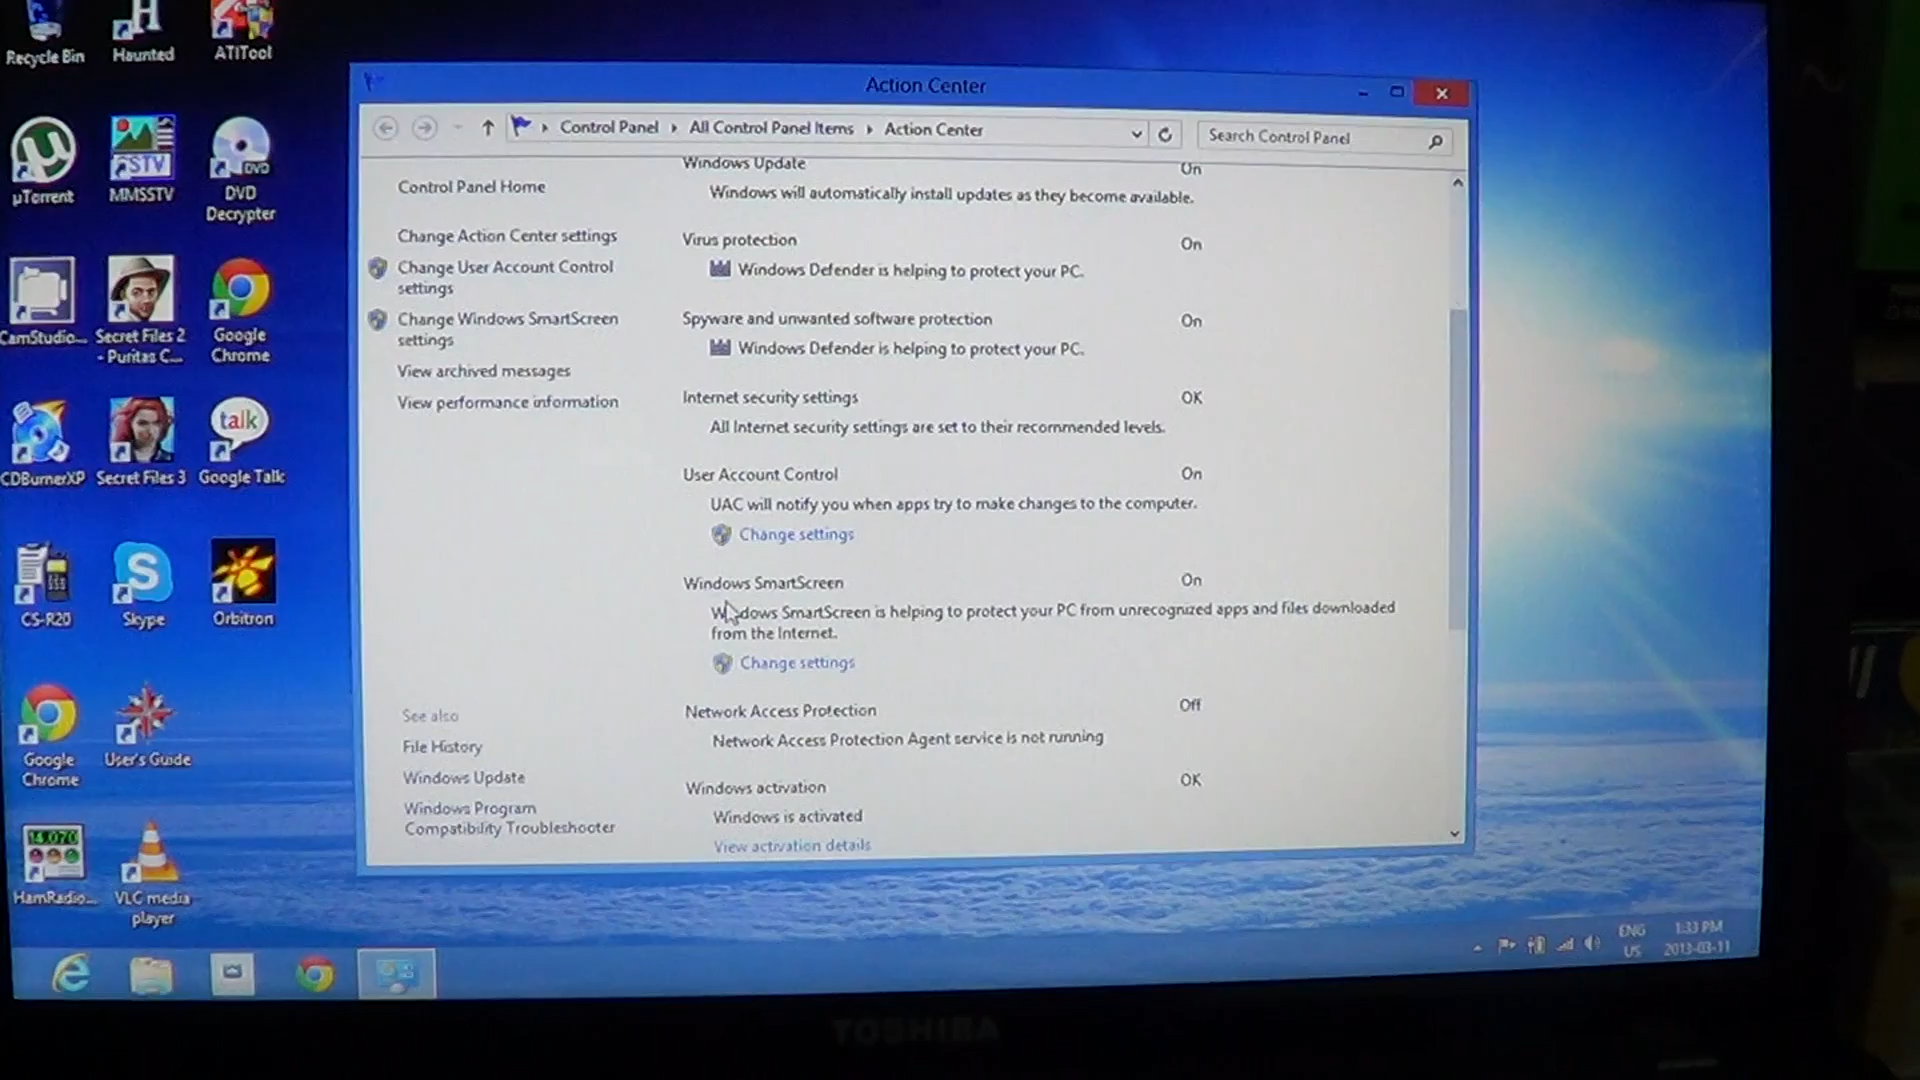 Recycle Bin
Haunted
ATITool
µTorrent
MMSSTV
SSTV
DVD
DVD
Decrypter
CamStudio...
Secret Files 2
- Puritas C...
Google
Chrome
CDBurnerXP
Secret Files 3
talk
Google Talk
CS-R20
Skype
Orbitron
Google
Chrome
User's Guide
14.070
HamRadio...
VLC media
player
Action Center
Control Panel
All Control Panel Items
Action Center
Search Control Panel
Control Panel Home
Change Action Center settings
Change User Account Control
settings
Change Windows SmartScreen
settings
View archived messages
View performance information
See also
File History
Windows Update
Windows Program
Compatibility Troubleshooter
Windows Update On
Windows will automatically install updates as they become available.
Virus protection On
Windows Defender is helping to protect your PC.
Spyware and unwanted software protection On
Windows Defender is helping to protect your PC.
Internet security settings OK
All Internet security settings are set to their recommended levels.
User Account Control On
UAC will notify you when apps try to make changes to the computer.
Change settings
Windows SmartScreen On
Windows SmartScreen is helping to protect your PC from unrecognized apps and files downloaded
from the Internet.
Change settings
Network Access Protection Off
Network Access Protection Agent service is not running
Windows activation OK
Windows is activated
View activation details
ENG
US
1:33 PM
2013-03-11
TOSHIBA